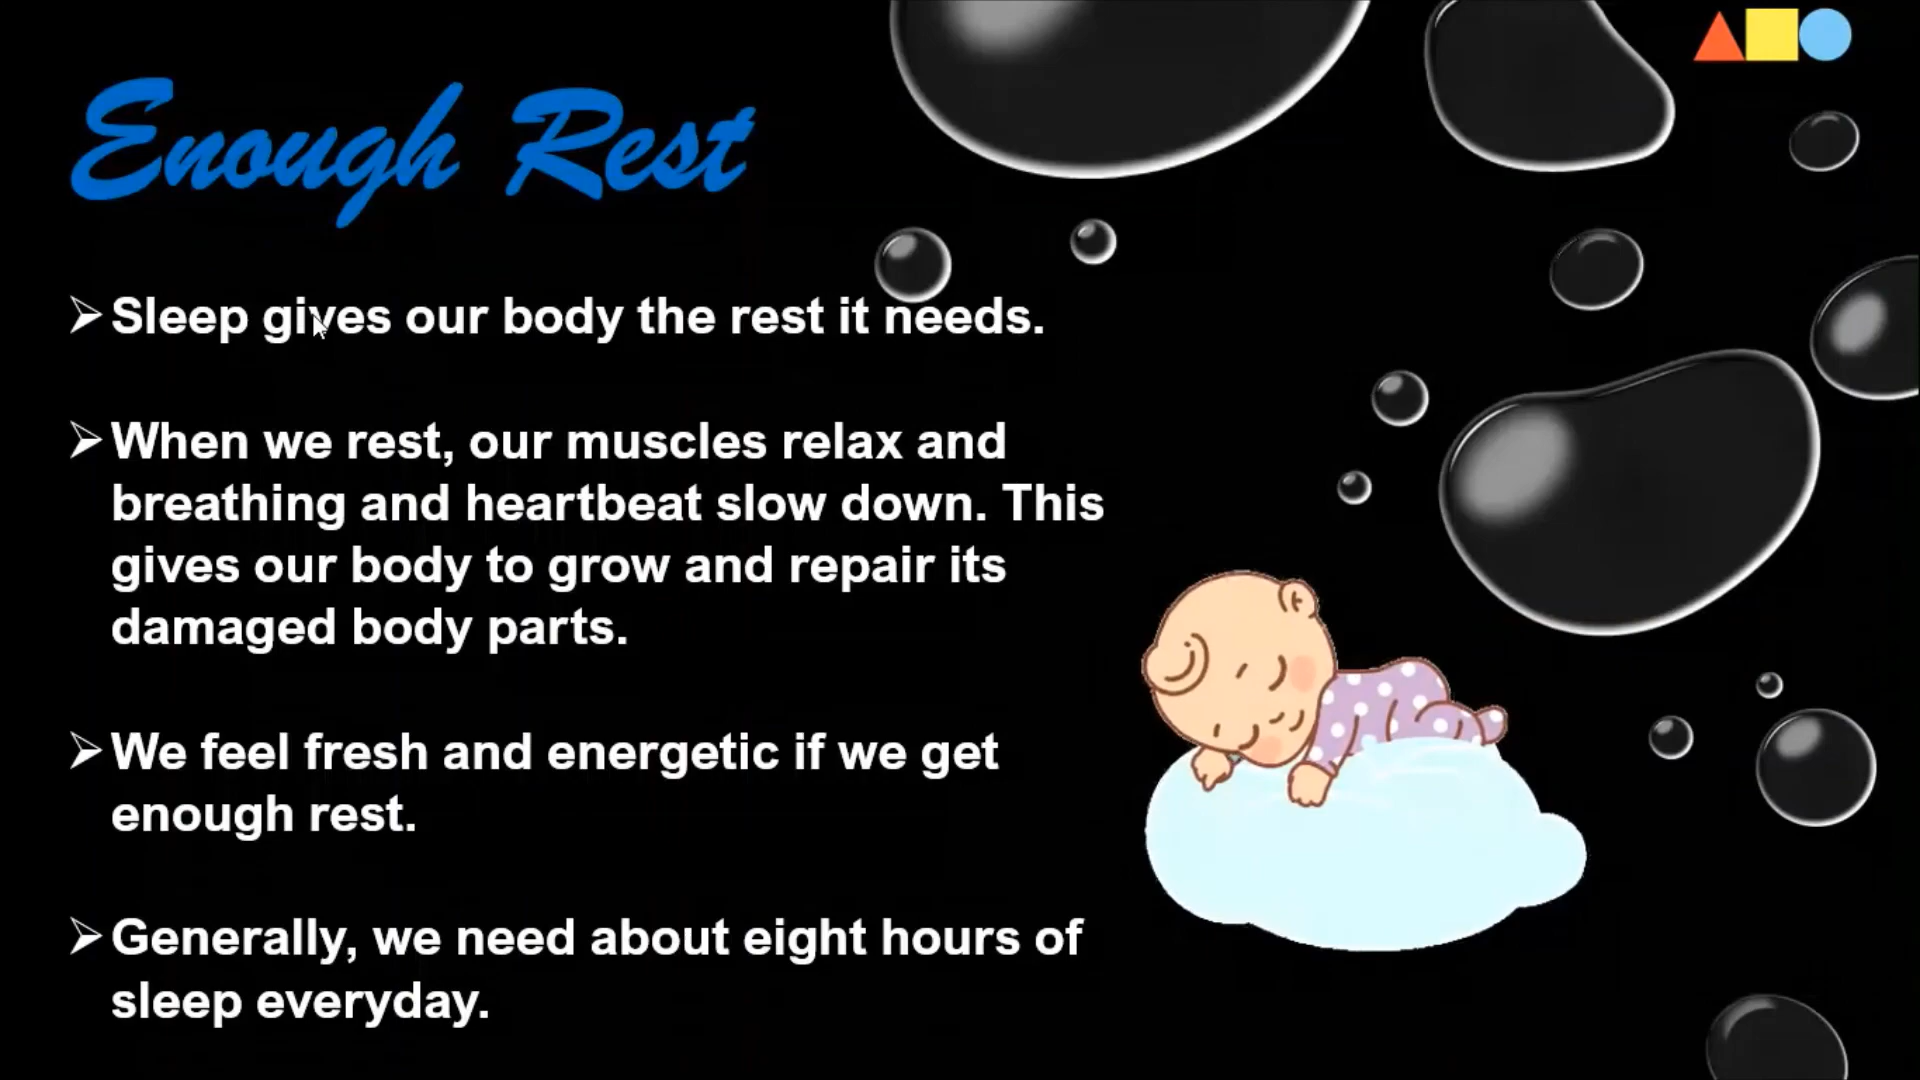 Enough Rest
➢ Sleep gives our body the rest it needs.
➢ When we rest, our muscles relax and
breathing and heartbeat slow down. This
gives our body to grow and repair its
damaged body parts.
➢ We feel fresh and energetic if we get
enough rest.
➢ Generally, we need about eight hours of
sleep everyday.